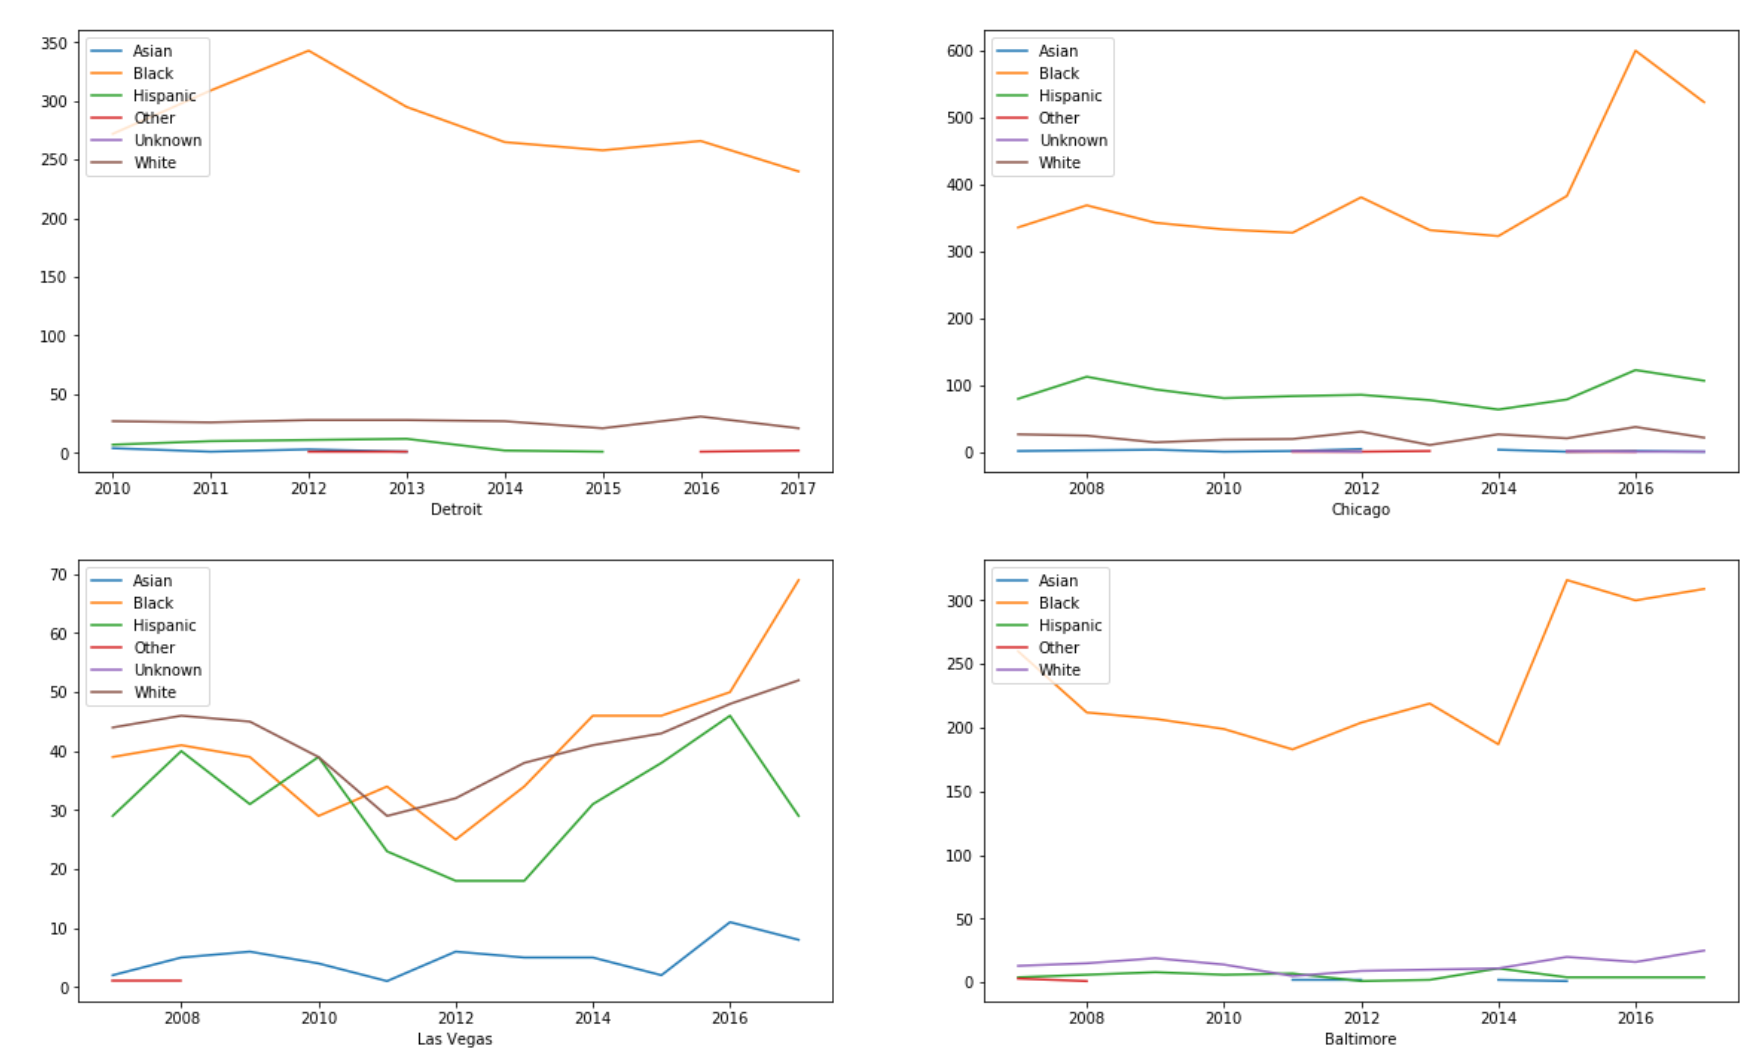 350
300
250
200
150
100
50
0
Asian
Black
Hispanic
Other
Unknown
White
2010 2011 2012 2013 2014 2015 2016 2017
Detroit
600
500
400
300
200
100
0
Asian
Black
Hispanic
Other
Unknown
White
2008 2010 2012 2014 2016
Chicago
70
60
50
40
30
20
10
0
Asian
Black
Hispanic
Other
Unknown
White
2008 2010 2012 2014 2016
Las Vegas
300
250
200
150
100
50
0
Asian
Black
Hispanic
Other
White
2008 2010 2012 2014 2016
Baltimore